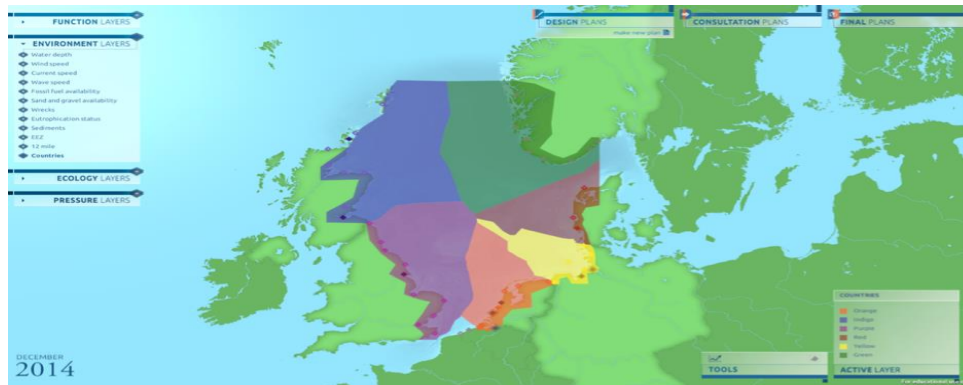 FUNCTION LAYERS
ENVIRONMENT LAYERS
Water depth
Wind speed
Current speed
Wave speed
Fossil fuel availability
Sand and gravel availability
Wrecks
Eutrophication status
Sediments
EEZ
12 mile
Countries
ECOLOGY LAYERS
PRESSURE LAYERS
DECEMBER
2014
DESIGN PLANS
make new plan
CONSULTATION PLANS
FINAL PLANS
COUNTRIES
Orange
Indigo
Purple
Red
Yellow
Green
TOOLS
ACTIVE LAYER